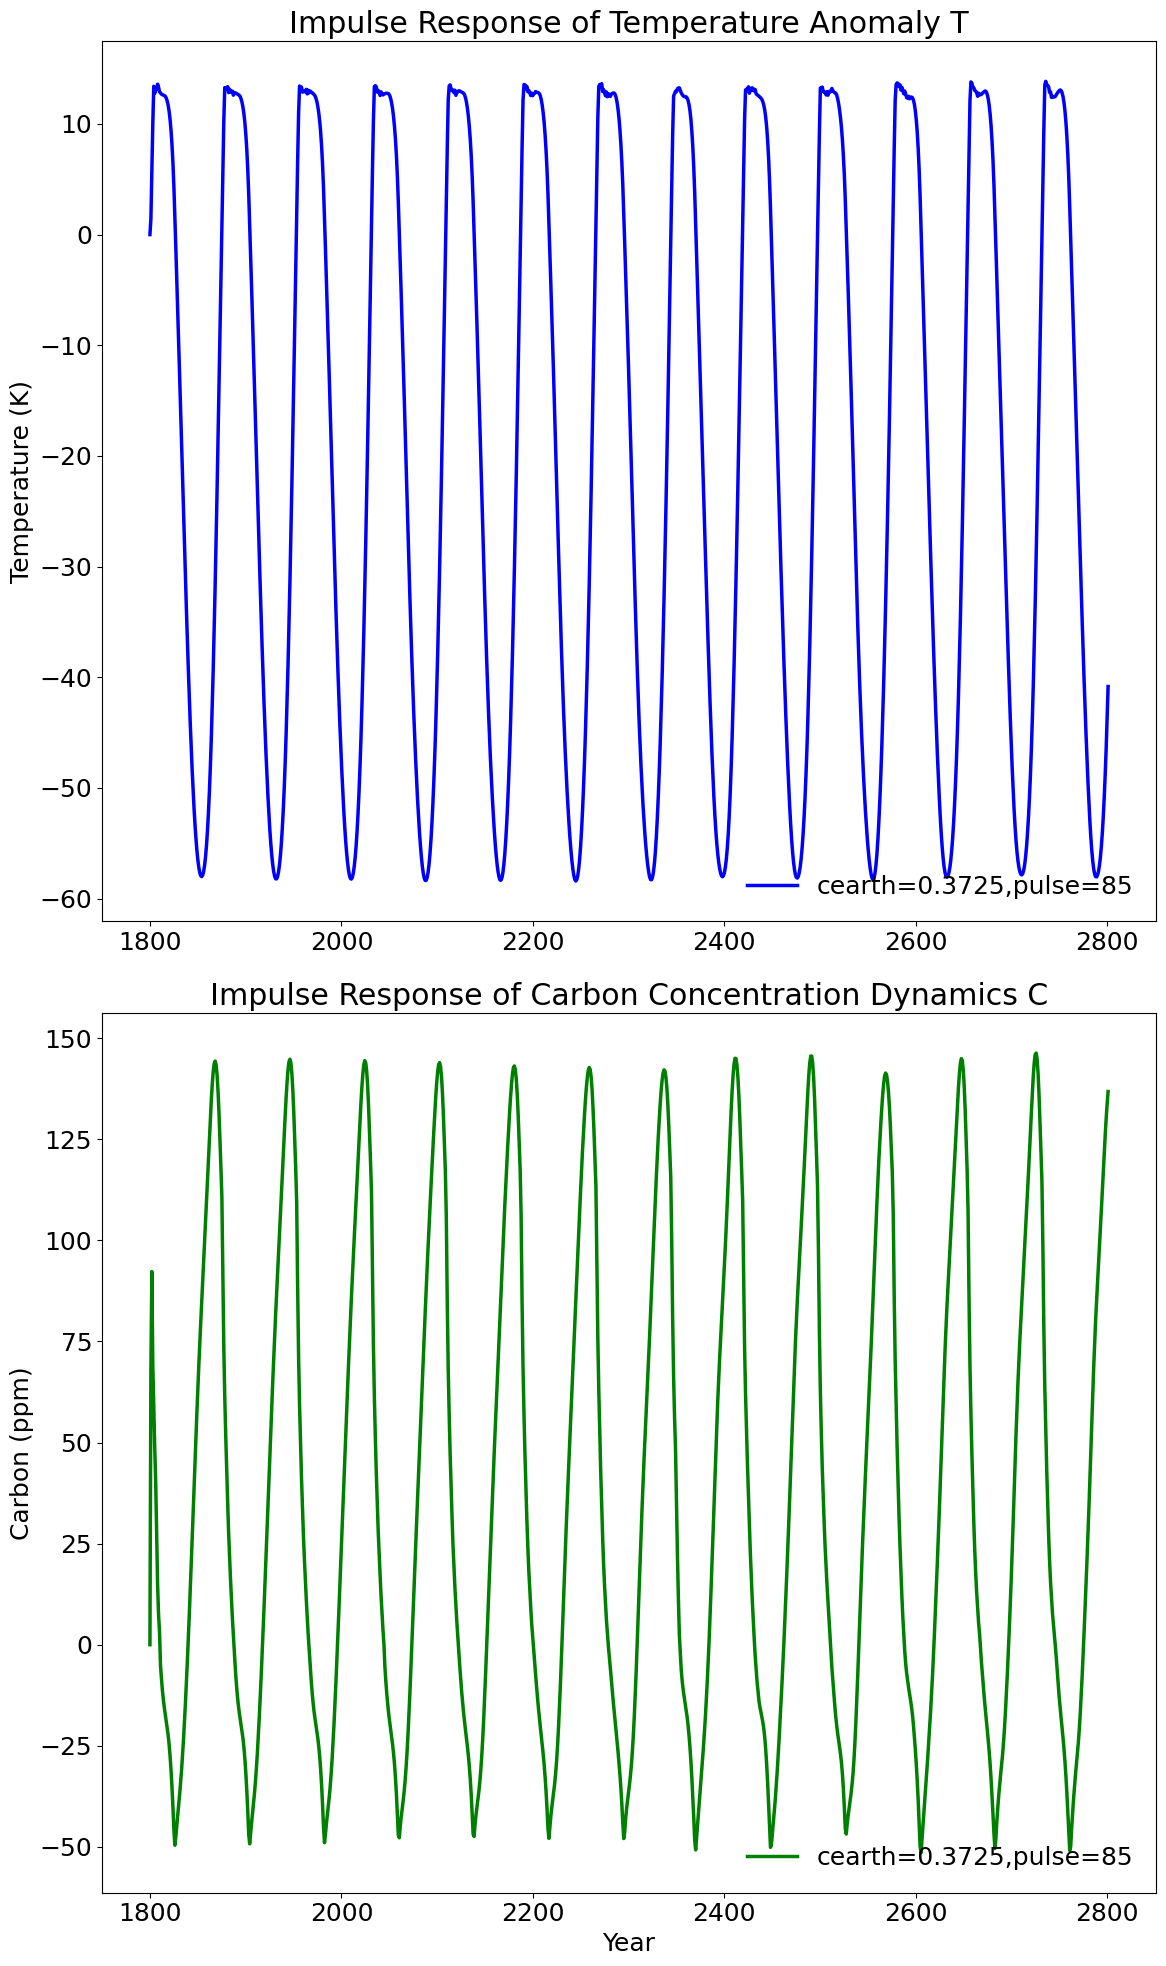 Impulse Response of Temperature Anomaly T
Temperature (K)
10
0
−10
−20
−30
−40
−50
−60
cearth=0.3725,pulse=85
1800 2000 2200 2400 2600 2800
Impulse Response of Carbon Concentration Dynamics C
Carbon (ppm)
150
125
100
75
50
25
0
−25
−50
cearth=0.3725,pulse=85
1800 2000 2200 2400 2600 2800
Year